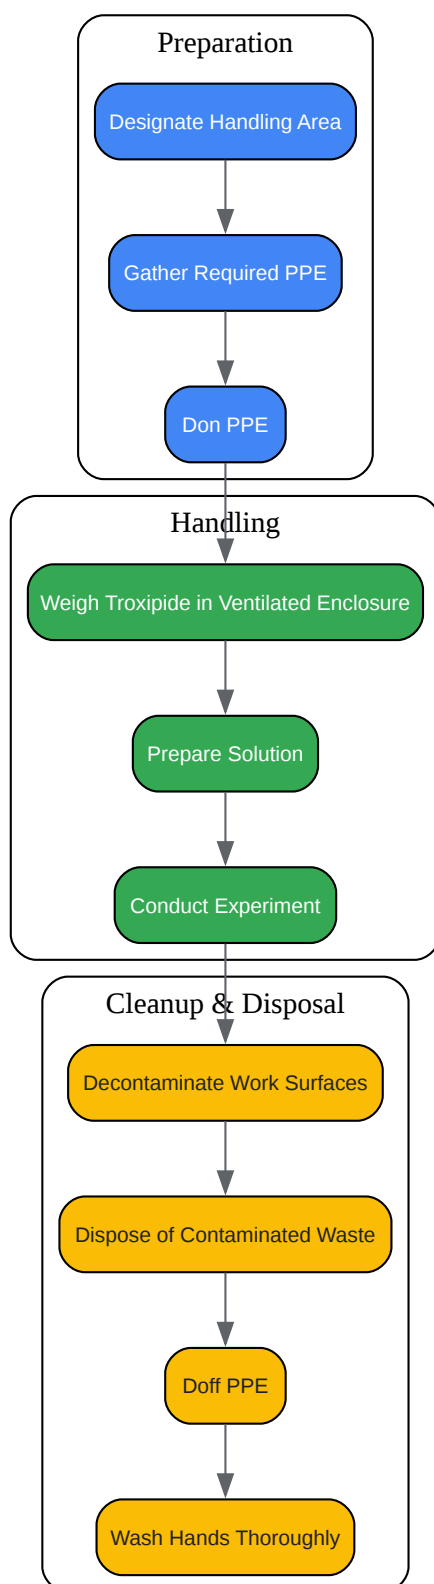 Preparation
Designate Handling Area
Gather Required PPE
Don PPE
Handling
Weigh Troxipide in Ventilated Enclosure
Prepare Solution
Conduct Experiment
Cleanup & Disposal
Decontaminate Work Surfaces
Dispose of Contaminated Waste
Doff PPE
Wash Hands Thoroughly